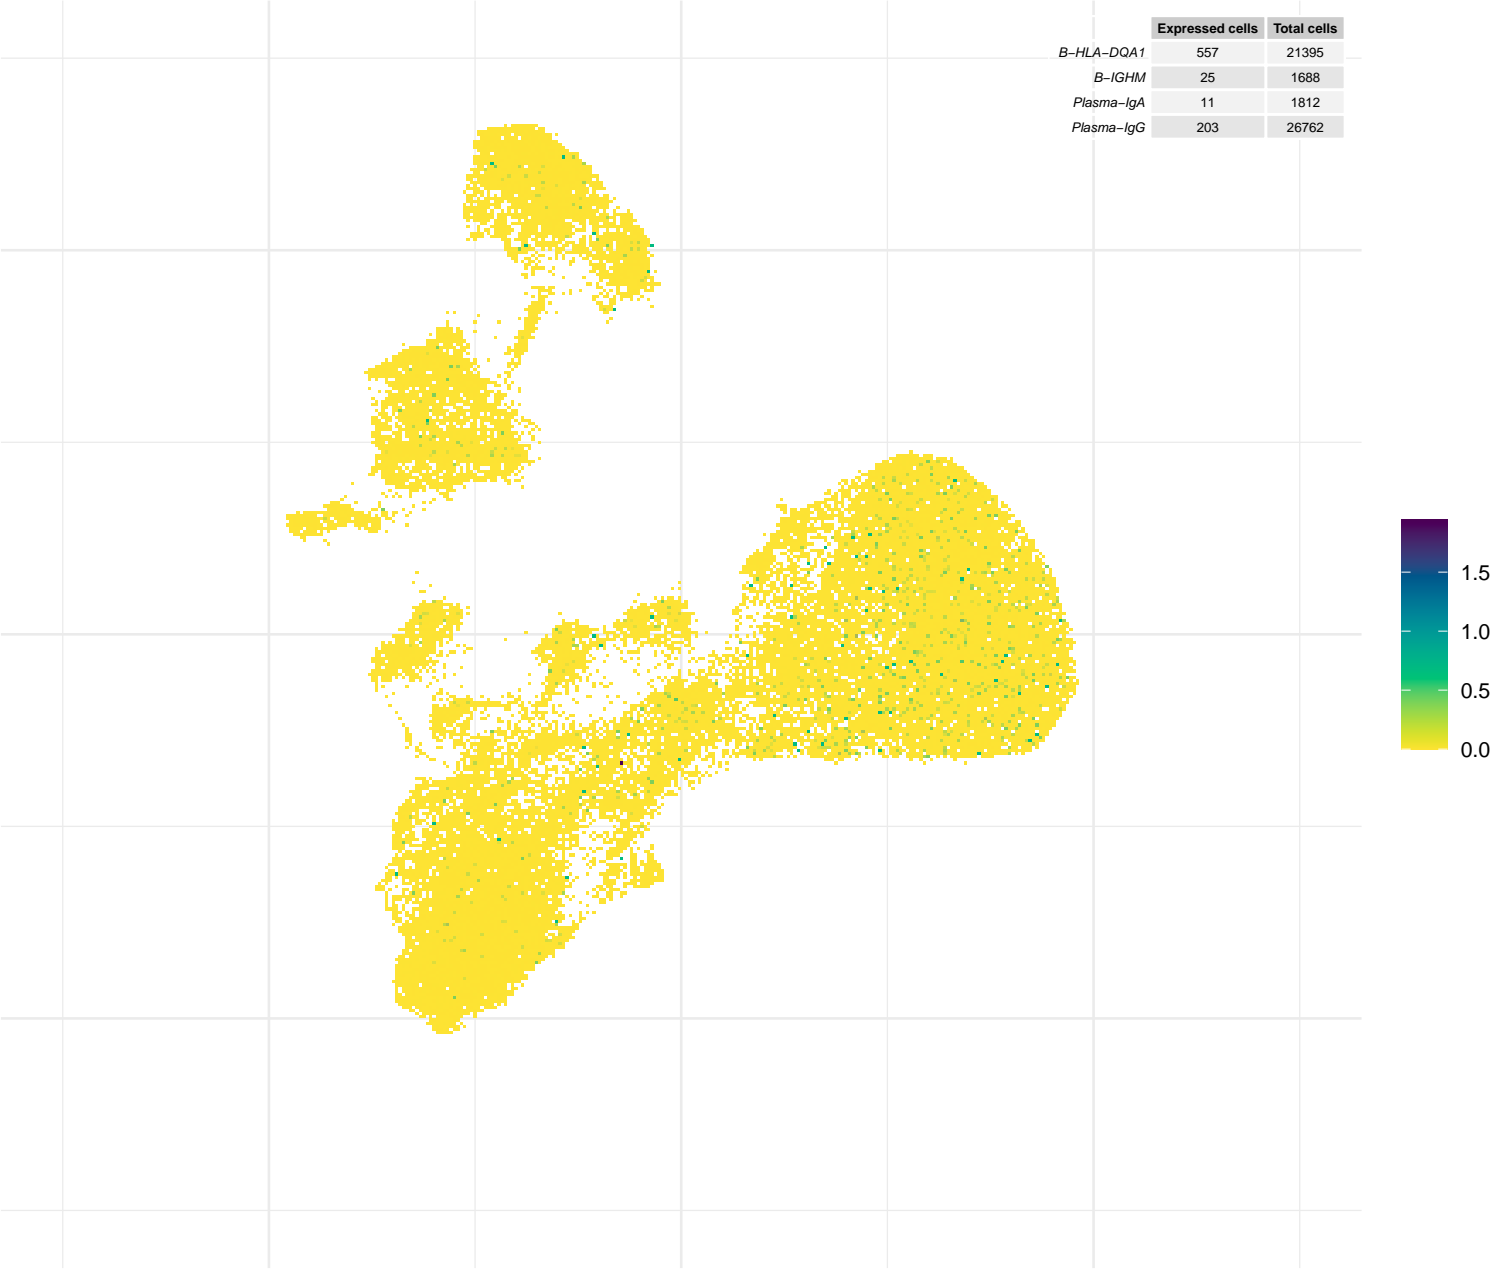 Expressed cells Total cells
B−HLA−DQA1 557 21395
B−IGHM 25 1688
Plasma−IgA 11 1812
Plasma−IgG 203 26762
1.5
1.0
0.5
0.0